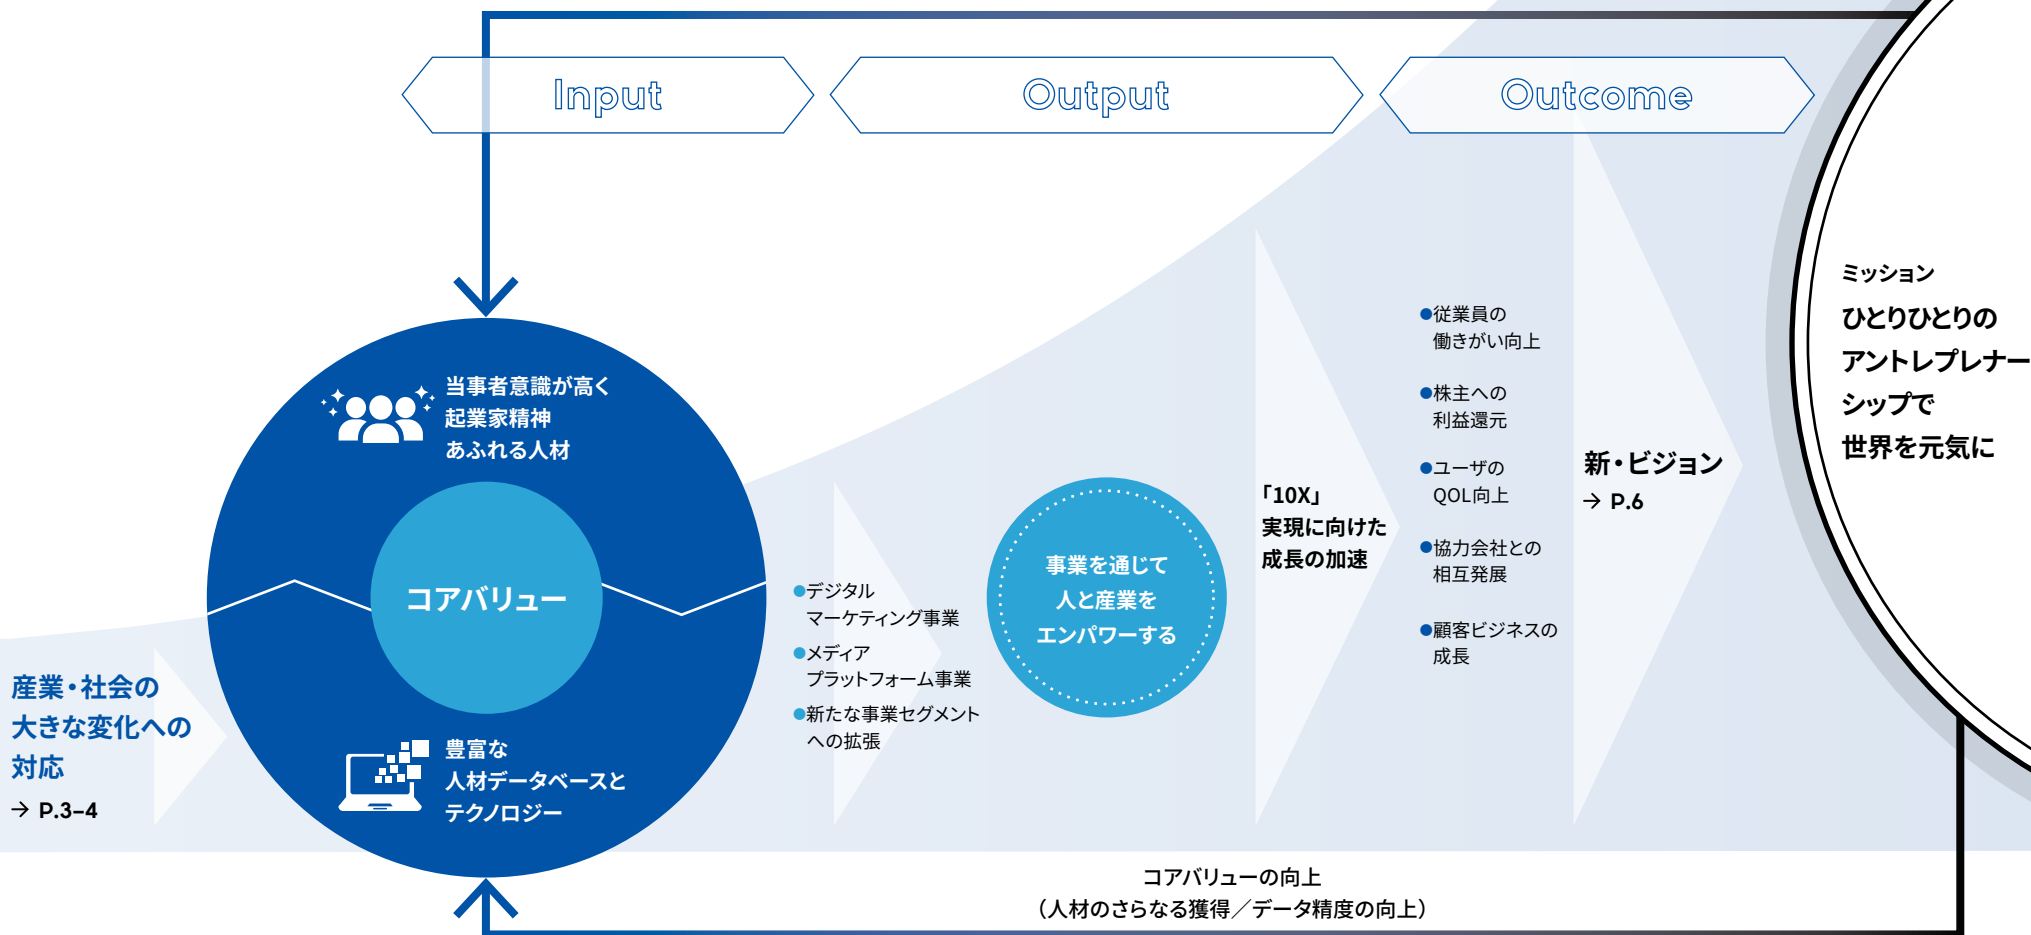 Input
Output
Outcome
産業・社会の
大きな変化への
対応
→ P.3–4
当事者意識が高く
起業家精神
あふれる人材
コアバリュー
豊富な
人材データベースと
テクノロジー
●デジタル
マーケティング事業
●メディア
プラットフォーム事業
●新たな事業セグメント
への拡張
事業を通じて
人と産業を
エンパワーする
「10X」
実現に向けた
成長の加速
●従業員の
働きがい向上
●株主への
利益還元
●ユーザの
QOL向上
●協力会社との
相互発展
●顧客ビジネスの
成長
新・ビジョン
→ P.6
ミッション
ひとりひとりの
アントレプレナー
シップで
世界を元気に
コアバリューの向上
（人材のさらなる獲得／データ精度の向上）